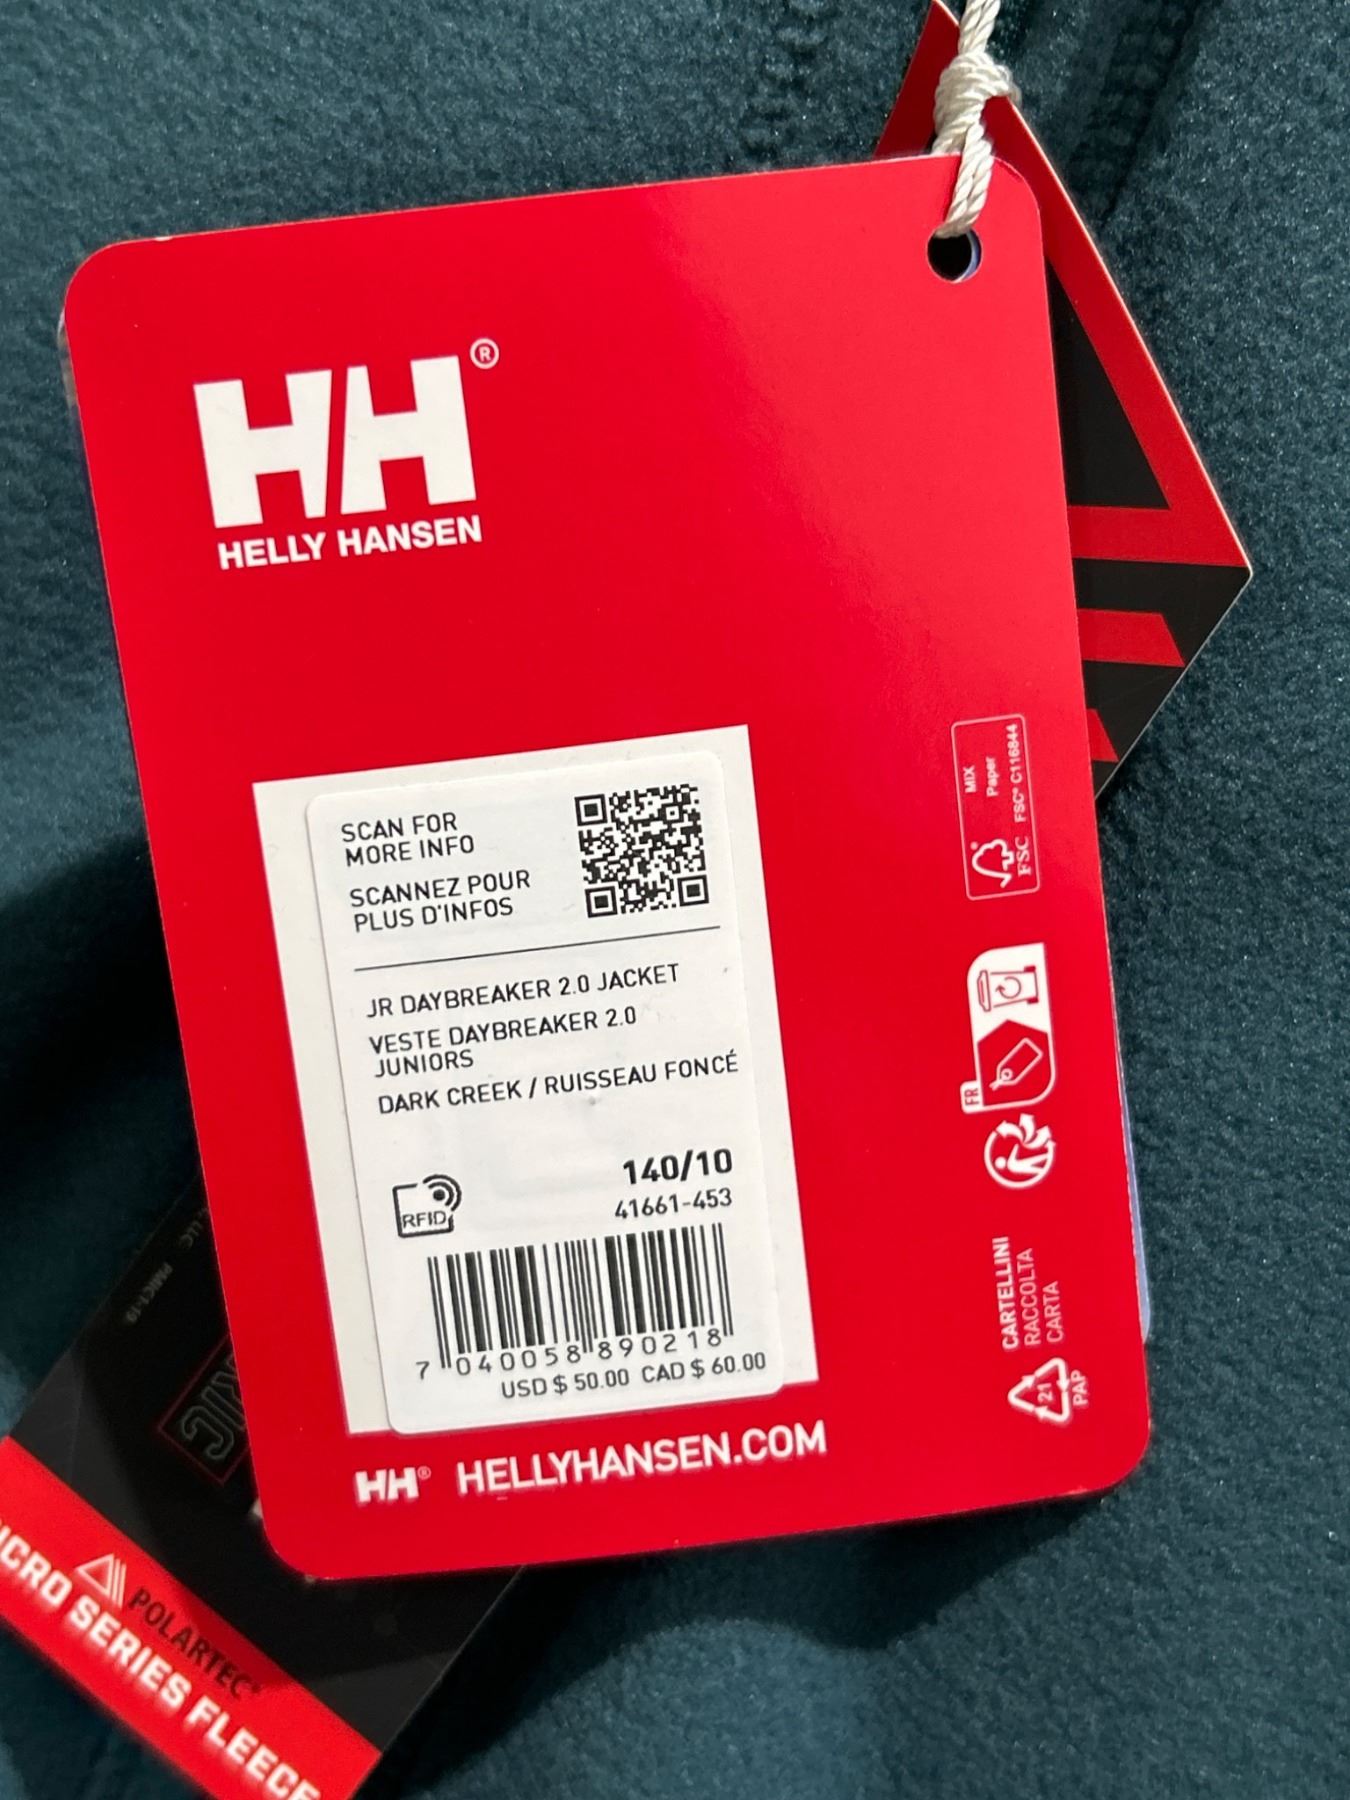 HH®
HELLY HANSEN
SCAN FOR
MORE INFO
SCANNEZ POUR
PLUS D'INFOS
JR DAYBREAKER 2.0 JACKET
VESTE DAYBREAKER 2.0
JUNIORS
DARK CREEK / RUISSEAU FONCÉ
140/10
RFID
41661-453
7 040058 890218
USD $ 50.00 CAD $ 60.00
HH® HELLYHANSEN.COM
MIX
Paper
FSC® C116844
FSC
FR
CARTELLINI
RACCOLTA
CARTA
21
PAP
POLARTEC®
SERIES FLEECE